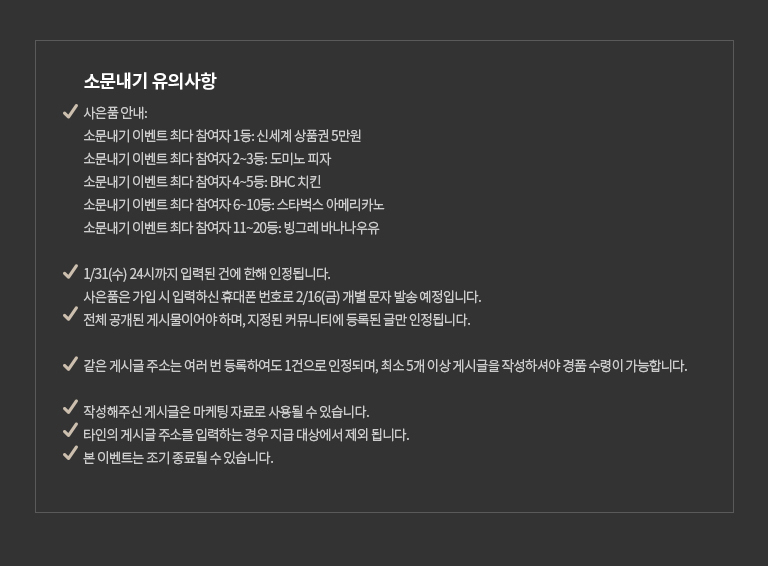 소문내기 유의사항
사은품 안내:
소문내기 이벤트 최다 참여자 1등: 신세계 상품권 5만원
소문내기 이벤트 최다 참여자 2~3등: 도미노 피자
소문내기 이벤트 최다 참여자 4~5등: BHC 치킨
소문내기 이벤트 최다 참여자 6~10등: 스타벅스 아메리카노
소문내기 이벤트 최다 참여자 11~20등: 빙그레 바나나우유
1/31(수) 24시까지 입력된 건에 한해 인정됩니다.
사은품은 가입 시 입력하신 휴대폰 번호로 2/16(금) 개별 문자 발송 예정입니다.
전체 공개된 게시물이어야 하며, 지정된 커뮤니티에 등록된 글만 인정됩니다.
같은 게시글 주소는 여러 번 등록하여도 1건으로 인정되며, 최소 5개 이상 게시글을 작성하셔야 경품 수령이 가능합니다.
작성해주신 게시글은 마케팅 자료로 사용될 수 있습니다.
타인의 게시글 주소를 입력하는 경우 지급 대상에서 제외 됩니다.
본 이벤트는 조기 종료될 수 있습니다.